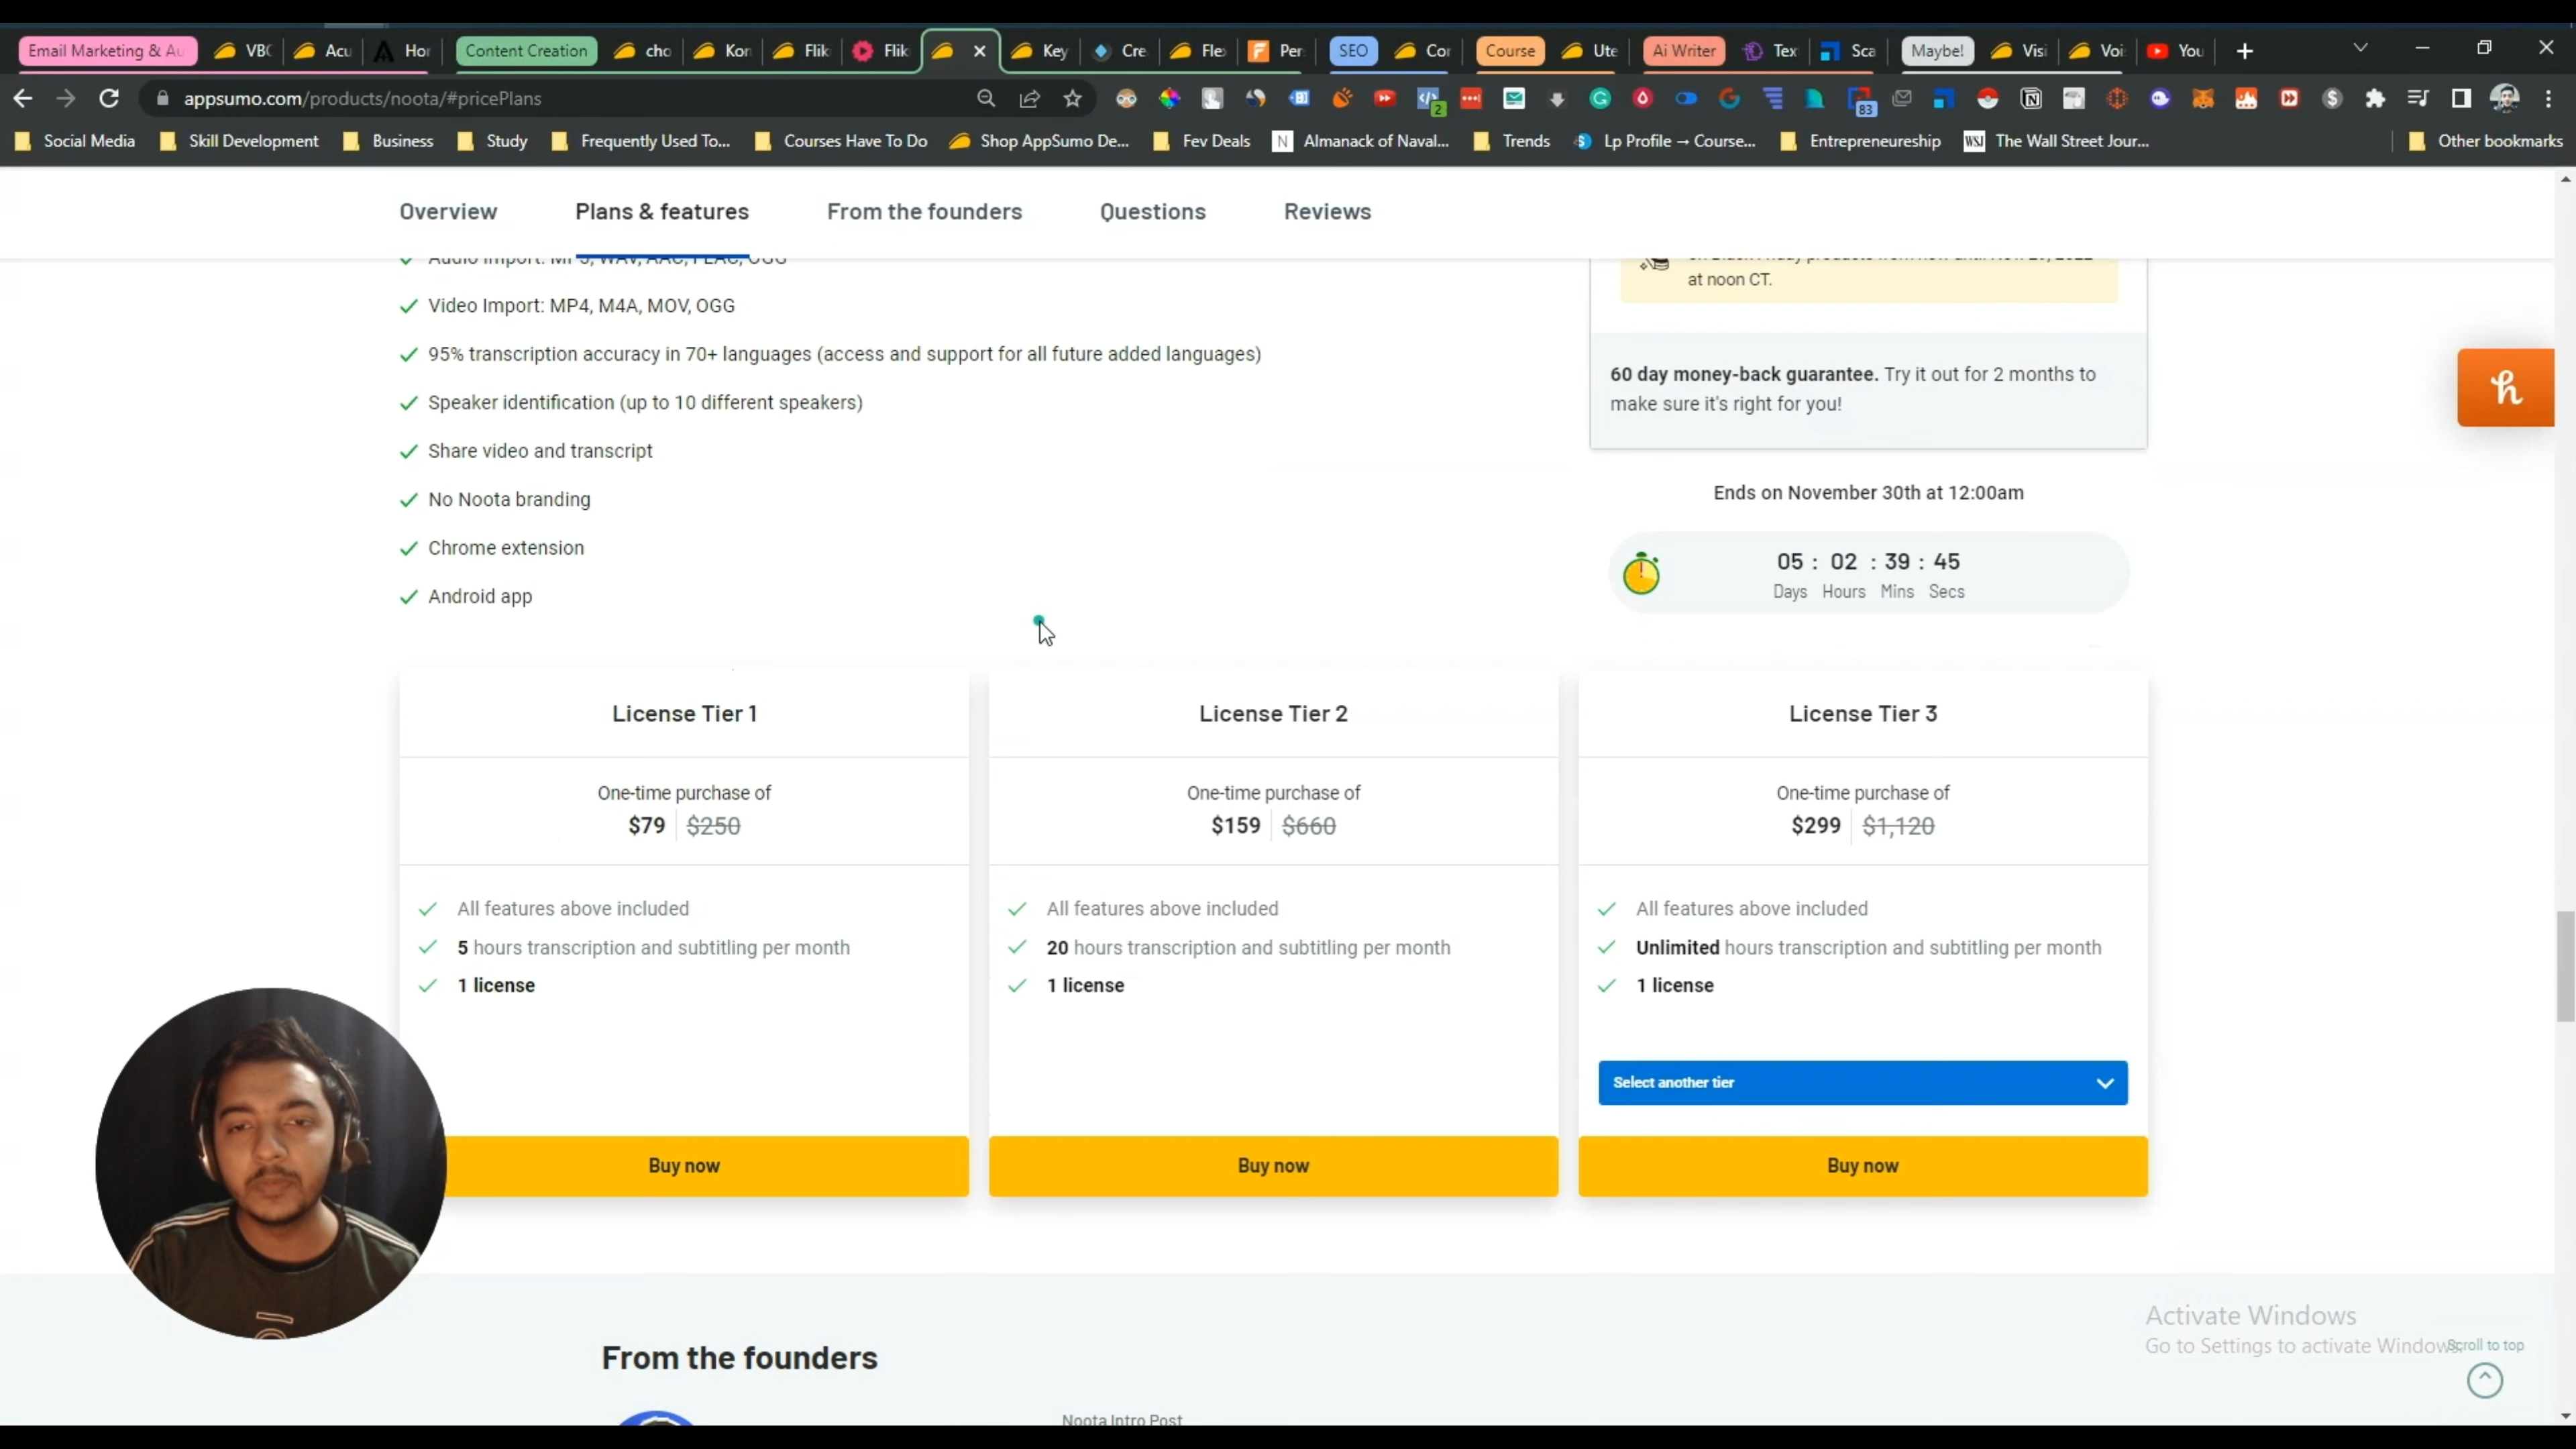 Email Marketing & Au
VBC
Acu
Hor
Content Creation
cho
Kor
Flik
Flik
Key
Cre
Fle
Per
SEO
Cor
Course
Ute
Ai Writer
Tex
Sca
Maybe!
Visi
Voi
You
appsumo.com/products/noota/#pricePlans
2
83
Social Media
Skill Development
Business
Study
Frequently Used To...
Courses Have To Do
Shop AppSumo De...
Fev Deals
N
Almanack of Naval...
Trends
Lp Profile → Course...
Entrepreneureship
WSJ
The Wall Street Jour...
Other bookmarks
Overview
Plans & features
From the founders
Questions
Reviews
Audio Import: MP3, WAV, AAC, FLAC, OGG
Video Import: MP4, M4A, MOV, OGG
95% transcription accuracy in 70+ languages (access and support for all future added languages)
Speaker identification (up to 10 different speakers)
Share video and transcript
No Noota branding
Chrome extension
Android app
at noon CT.
60 day money-back guarantee. Try it out for 2 months to
make sure it's right for you!
Ends on November 30th at 12:00am
05 : 02 : 39 : 45
Days Hours Mins Secs
License Tier 1
One-time purchase of
$79 $250
All features above included
5 hours transcription and subtitling per month
1 license
Buy now
License Tier 2
One-time purchase of
$159 $660
All features above included
20 hours transcription and subtitling per month
1 license
Buy now
License Tier 3
One-time purchase of
$299 $1,120
All features above included
Unlimited hours transcription and subtitling per month
1 license
Select another tier
Buy now
From the founders
Noota Intro Post
Activate Windows
Go to Settings to activate Windows.
Scroll to top